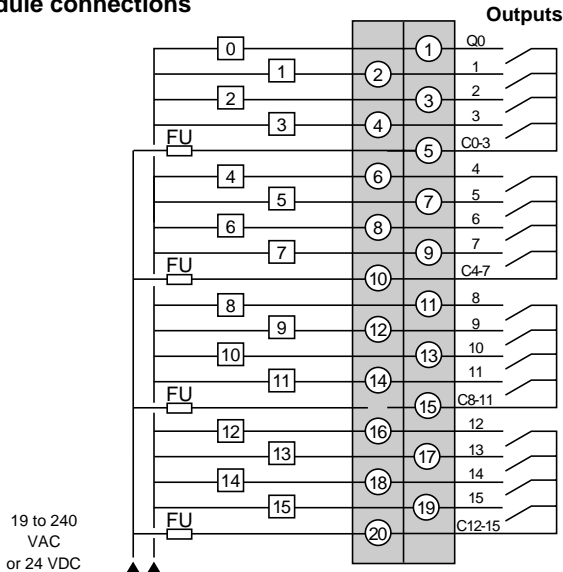 dule connections
Outputs
0 1 Q0
1 2 1
2 3 2
3 4 3
FU 5 C0-3
4 6 4
5 7 5
6 8 6
7 9 7
FU 10 C4-7
8 11 8
9 12 9
10 13 10
11 14 11
FU 15 C8-11
12 16 12
13 17 13
14 18 14
15 19 15
FU 20 C12-15
19 to 240
VAC
or 24 VDC